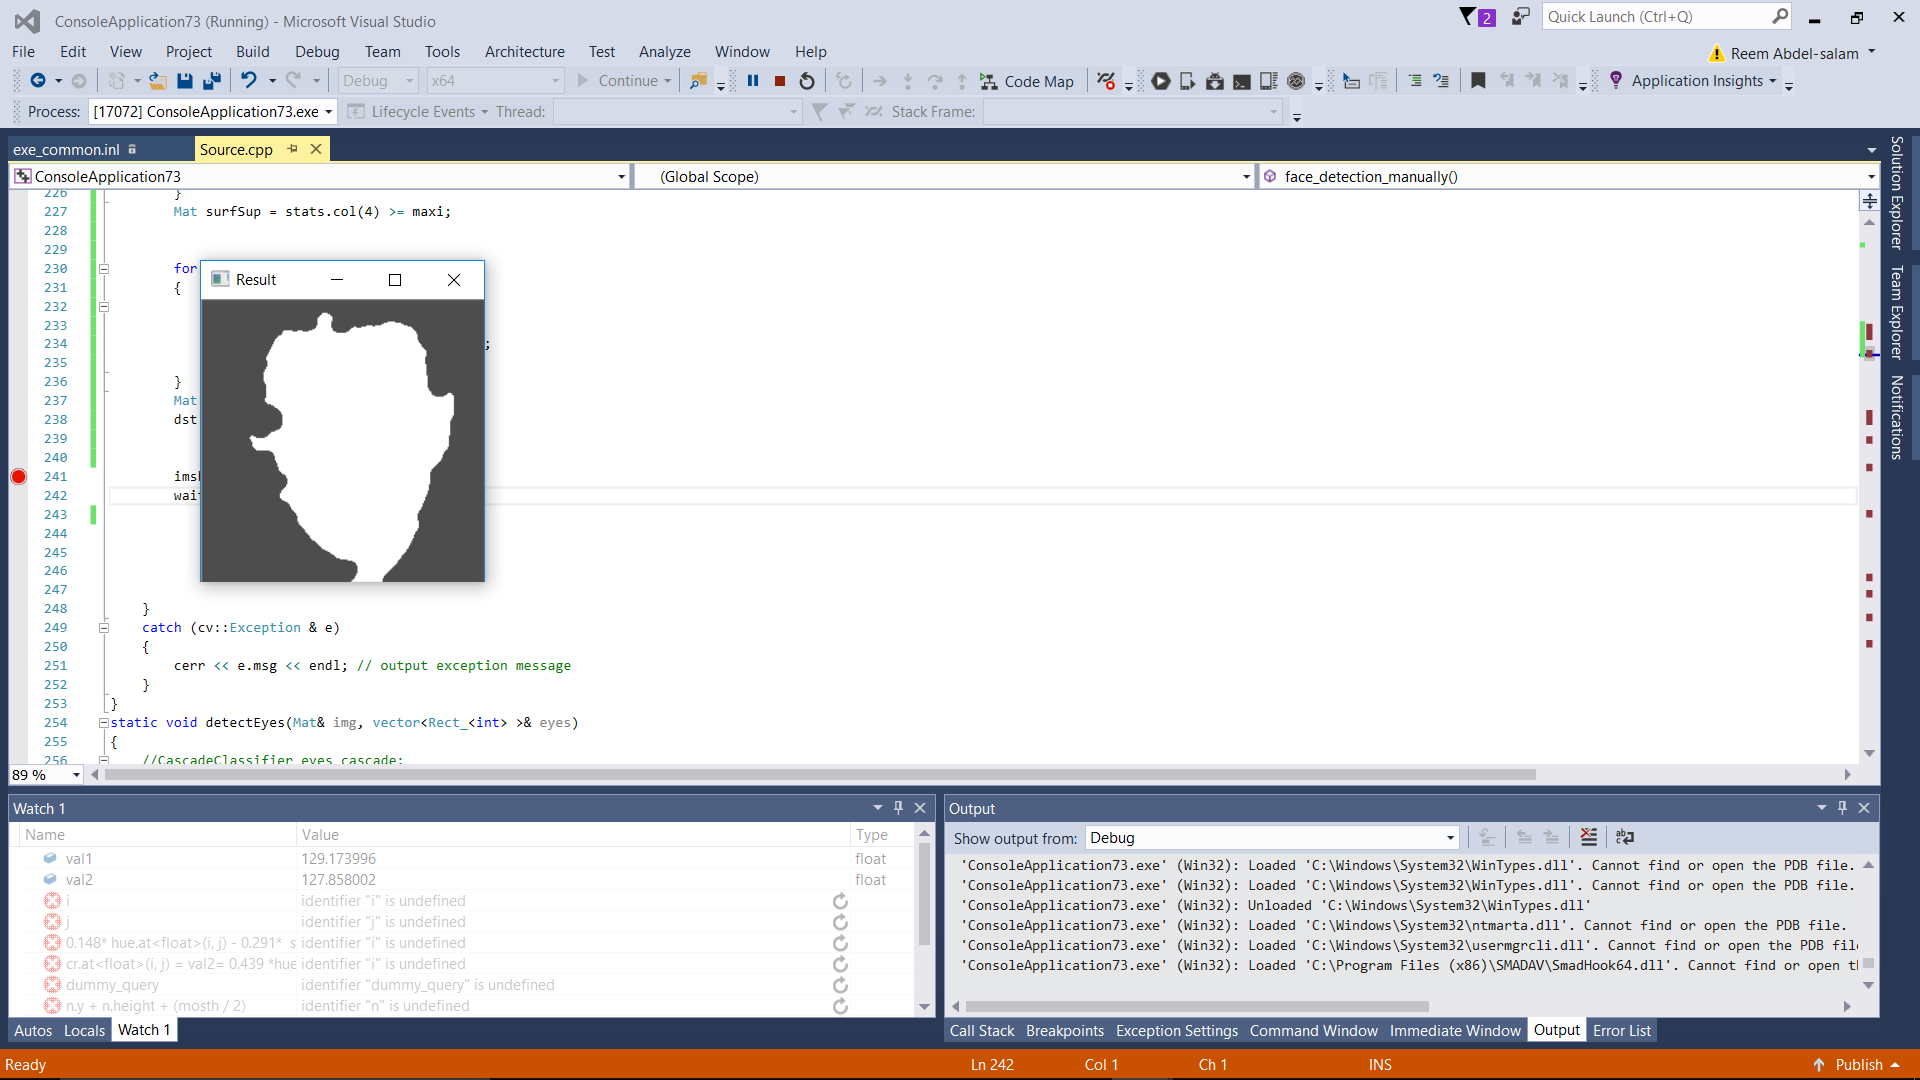 ConsoleApplication73 (Running) - Microsoft Visual Studio
2
Quick Launch (Ctrl+Q)
File Edit View Project Build Debug Team Tools Architecture Test Analyze Window Help
Reem Abdel-salam
Debug x64 Continue Code Map Application Insights
Process: [17072] ConsoleApplication73.exe Lifecycle Events Thread: Stack Frame:
exe_common.inl Source.cpp
ConsoleApplication73 (Global Scope) face_detection_manually()
Solution Explorer
Team Explorer
Notifications
226 }
227 Mat surfSup = stats.col(4) >= maxi;
228
229
230 for
231 {
232
233
234 ;
235
236 }
237 Mat
238 dst
239
240
241 imsh
242 wait
243
244
245
246
247
248 }
249 catch (cv::Exception & e)
250 {
251 cerr << e.msg << endl; // output exception message
252 }
253 }
254 static void detectEyes(Mat& img, vector<Rect_<int> >& eyes)
255 {
256 //CascadeClassifier eyes_cascade;
Result
89 %
Watch 1
Name Value Type
val1 129.173996 float
val2 127.858002 float
i identifier "i" is undefined
j identifier "j" is undefined
0.148* hue.at<float>(i, j) - 0.291* s identifier "i" is undefined
cr.at<float>(i, j) = val2= 0.439 *hue identifier "i" is undefined
dummy_query identifier "dummy_query" is undefined
n.y + n.height + (mosth / 2) identifier "n" is undefined
Autos Locals Watch 1
Output
Show output from: Debug
'ConsoleApplication73.exe' (Win32): Loaded 'C:\Windows\System32\WinTypes.dll'. Cannot find or open the PDB file.
'ConsoleApplication73.exe' (Win32): Loaded 'C:\Windows\System32\WinTypes.dll'. Cannot find or open the PDB file.
'ConsoleApplication73.exe' (Win32): Unloaded 'C:\Windows\System32\WinTypes.dll'
'ConsoleApplication73.exe' (Win32): Loaded 'C:\Windows\System32\ntmarta.dll'. Cannot find or open the PDB file.
'ConsoleApplication73.exe' (Win32): Loaded 'C:\Windows\System32\usermgrcli.dll'. Cannot find or open the PDB fil
'ConsoleApplication73.exe' (Win32): Loaded 'C:\Program Files (x86)\SMADAV\SmadHook64.dll'. Cannot find or open t
Call Stack Breakpoints Exception Settings Command Window Immediate Window Output Error List
Ready Ln 242 Col 1 Ch 1 INS Publish